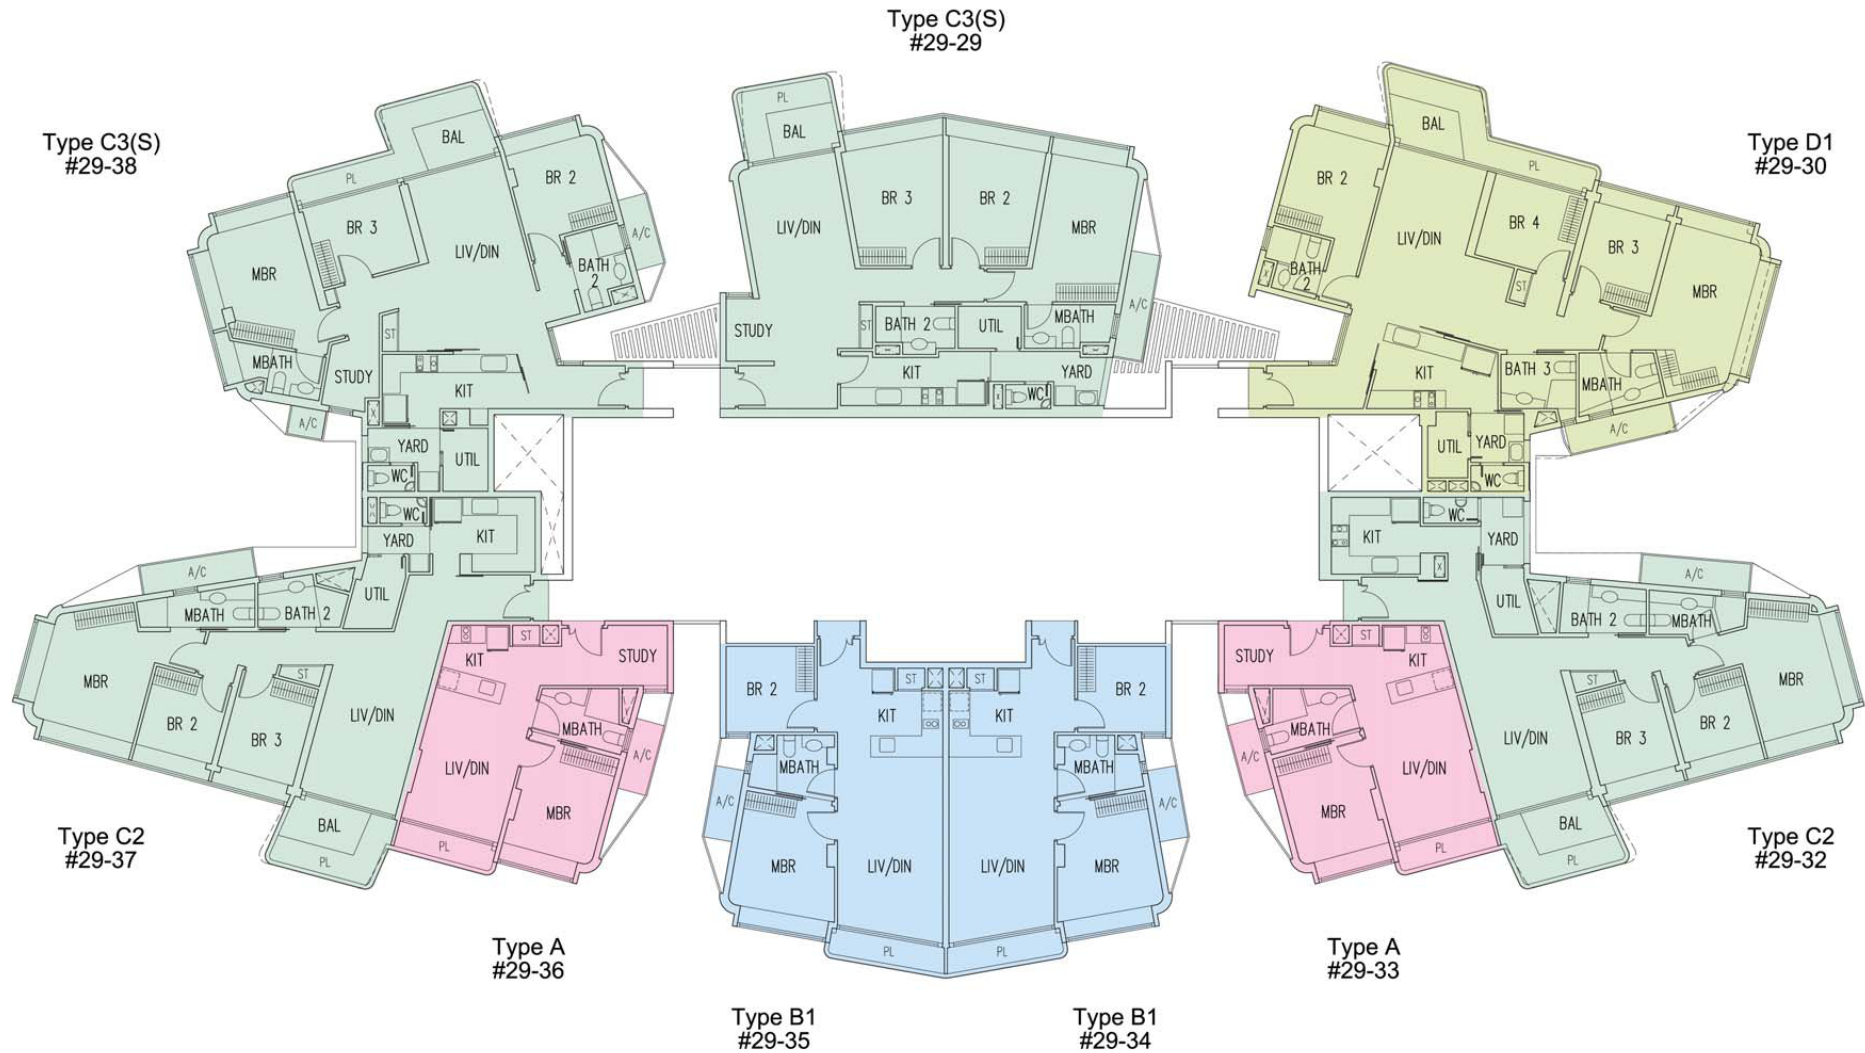 Type C3(S)
#29-29
Type C3(S)
#29-38
Type D1
#29-30
BAL
PL
BR 2
BR 3
LIV/DIN
MBR
A/C
BATH
2
ST
MBATH
STUDY
KIT
A/C
YARD
UTIL
WC
PL
BAL
LIV/DIN
BR 3
BR 2
MBR
A/C
STUDY
ST
BATH 2
UTIL
MBATH
KIT
YARD
WC
BAL
PL
BR 2
LIV/DIN
BR 4
BR 3
MBR
BATH
2
ST
KIT
BATH 3
MBATH
A/C
UTIL
YARD
WC
WC
KIT
YARD
A/C
UTIL
MBATH
BATH 2
MBR
BR 2
BR 3
ST
LIV/DIN
BAL
PL
KIT
ST
STUDY
MBATH
A/C
LIV/DIN
MBR
PL
BR 2
ST
KIT
MBATH
A/C
MBR
LIV/DIN
PL
ST
KIT
BR 2
MBATH
A/C
LIV/DIN
MBR
PL
STUDY
ST
KIT
MBATH
A/C
LIV/DIN
MBR
PL
KIT
WC
YARD
A/C
UTIL
BATH 2
MBATH
ST
BR 3
BR 2
MBR
LIV/DIN
BAL
PL
Type C2
#29-37
Type C2
#29-32
Type A
#29-36
Type A
#29-33
Type B1
#29-35
Type B1
#29-34